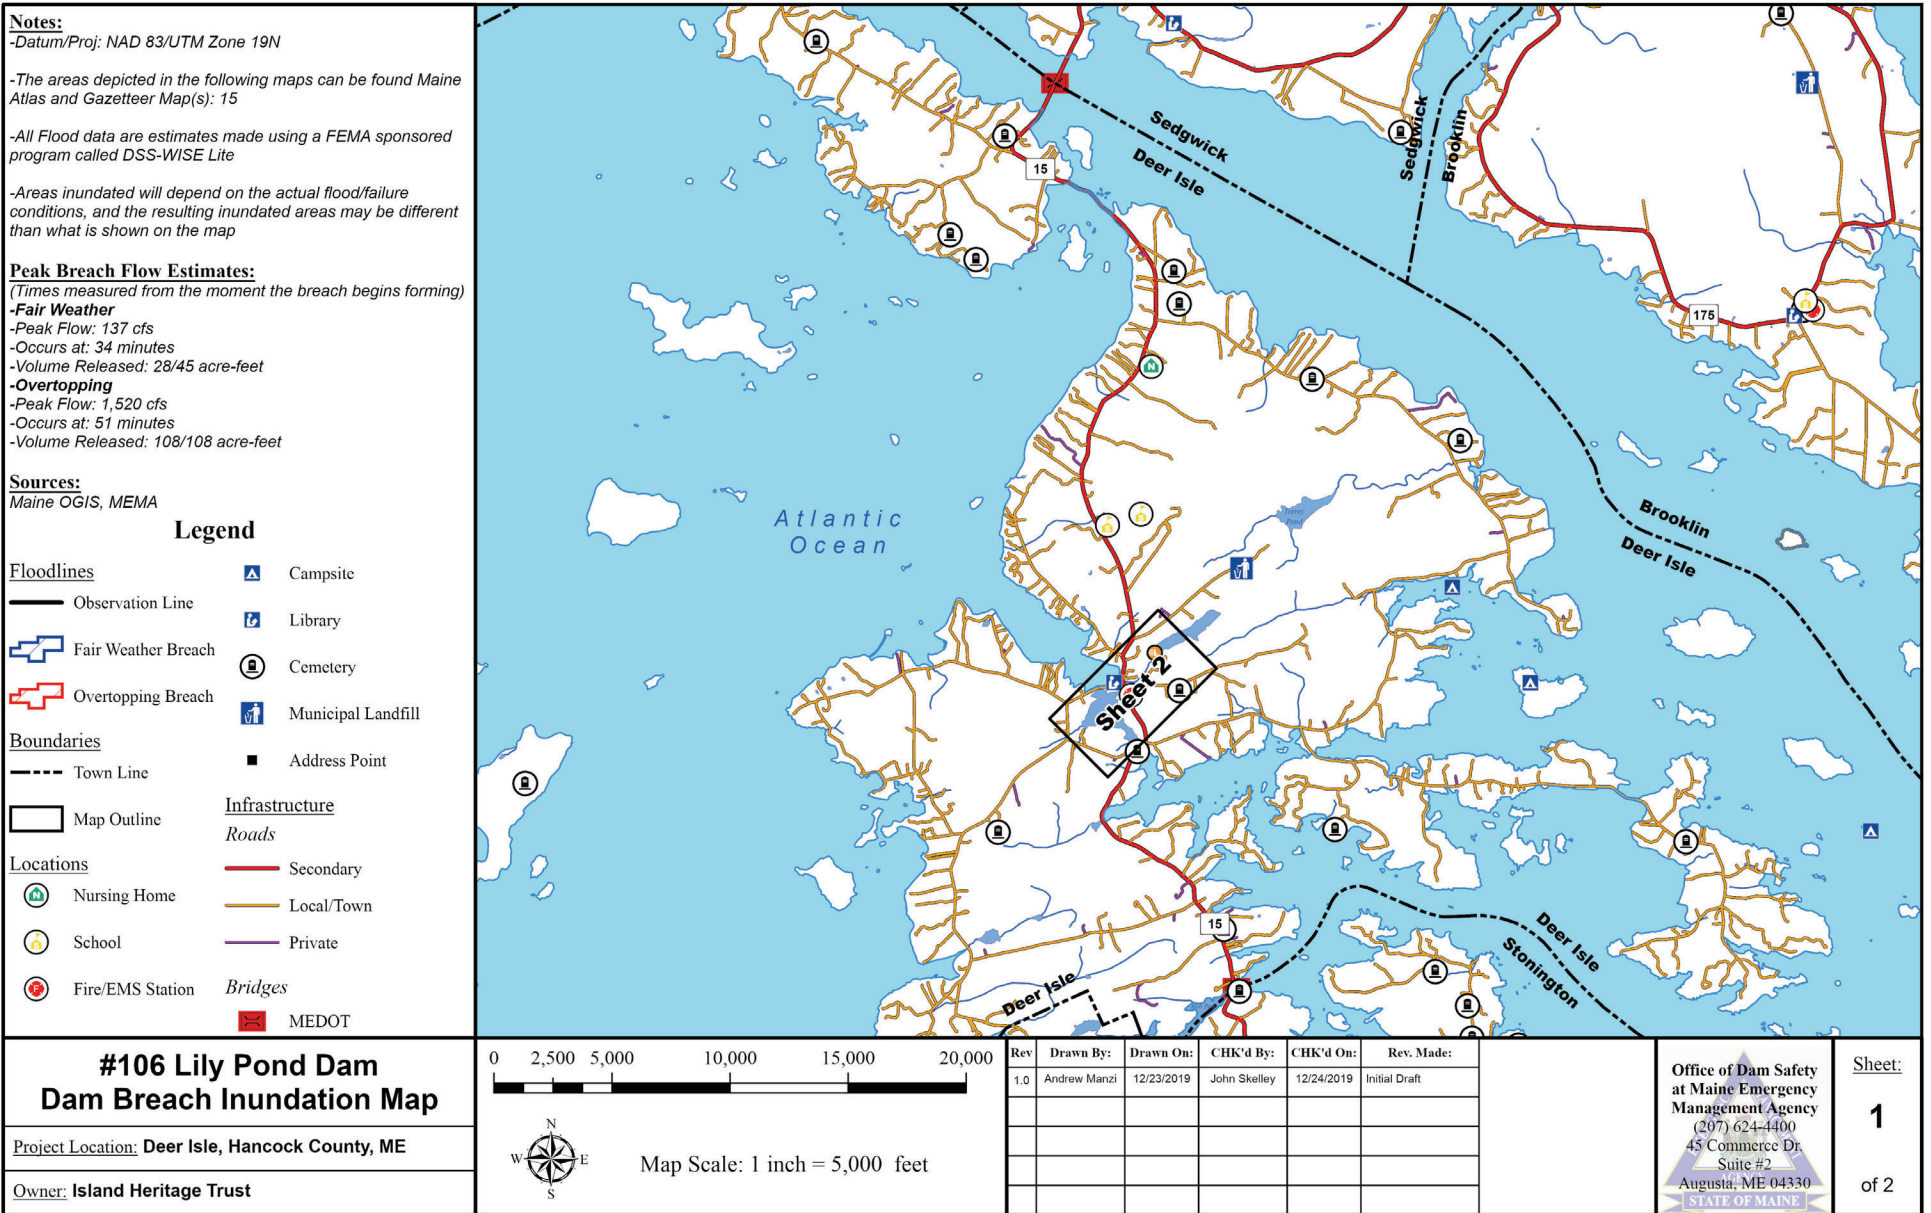 Notes:
-Datum/Proj: NAD 83/UTM Zone 19N
-The areas depicted in the following maps can be found Maine
Atlas and Gazetteer Map(s): 15
-All Flood data are estimates made using a FEMA sponsored
program called DSS-WISE Lite
-Areas inundated will depend on the actual flood/failure
conditions, and the resulting inundated areas may be different
than what is shown on the map
Peak Breach Flow Estimates:
(Times measured from the moment the breach begins forming)
-Fair Weather
-Peak Flow: 137 cfs
-Occurs at: 34 minutes
-Volume Released: 28/45 acre-feet
-Overtopping
-Peak Flow: 1,520 cfs
-Occurs at: 51 minutes
-Volume Released: 108/108 acre-feet
Sources:
Maine OGIS, MEMA
Legend
Floodlines
Observation Line
Fair Weather Breach
Overtopping Breach
Boundaries
Town Line
Map Outline
Locations
Nursing Home
School
Fire/EMS Station
Campsite
Library
Cemetery
Municipal Landfill
Address Point
Infrastructure
Roads
Secondary
Local/Town
Private
Bridges
MEDOT
Sedgwick
Deer Isle
Sedgwick
Brooklin
15
175
Atlantic
Ocean
Torrey
Pond
Brooklin
Deer Isle
Sheet 2
15
Deer Isle
Stonington
Deer Isle
#106 Lily Pond Dam
Dam Breach Inundation Map
Project Location: Deer Isle, Hancock County, ME
Owner: Island Heritage Trust
0 2,500 5,000 10,000 15,000 20,000
N
W E
S
Map Scale: 1 inch = 5,000 feet
Rev Drawn By: Drawn On: CHK'd By: CHK'd On: Rev. Made:
1.0 Andrew Manzi 12/23/2019 John Skelley 12/24/2019 Initial Draft
Office of Dam Safety
at Maine Emergency
Management Agency
(207) 624-4400
45 Commerce Dr.
Suite #2
Augusta, ME 04330
STATE OF MAINE
Sheet:
1
of 2